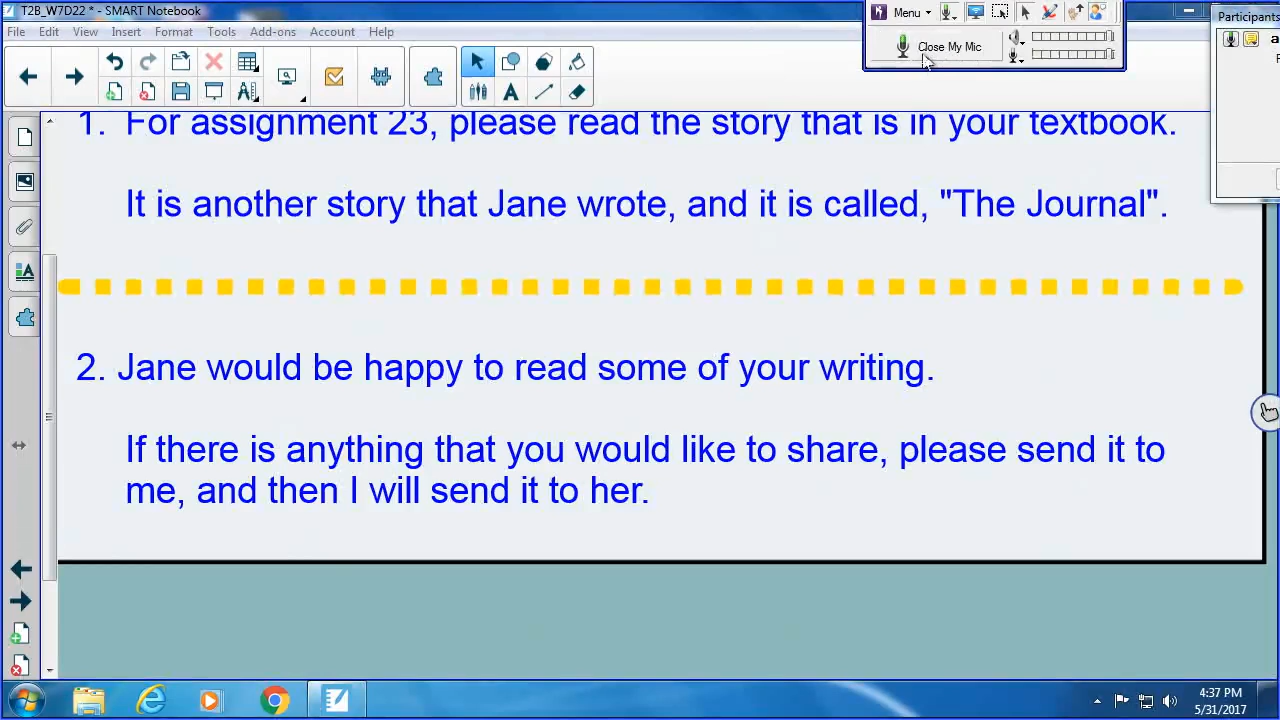 T2B_W7D22 * - SMART Notebook
Menu
Participants
File Edit View Insert Format Tools Add-ons Account Help
Close My Mic
a
1. For assignment 23, please read the story that is in your textbook.
It is another story that Jane wrote, and it is called, "The Journal".
2. Jane would be happy to read some of your writing.
If there is anything that you would like to share, please send it to
me, and then I will send it to her.
4:37 PM
5/31/2017